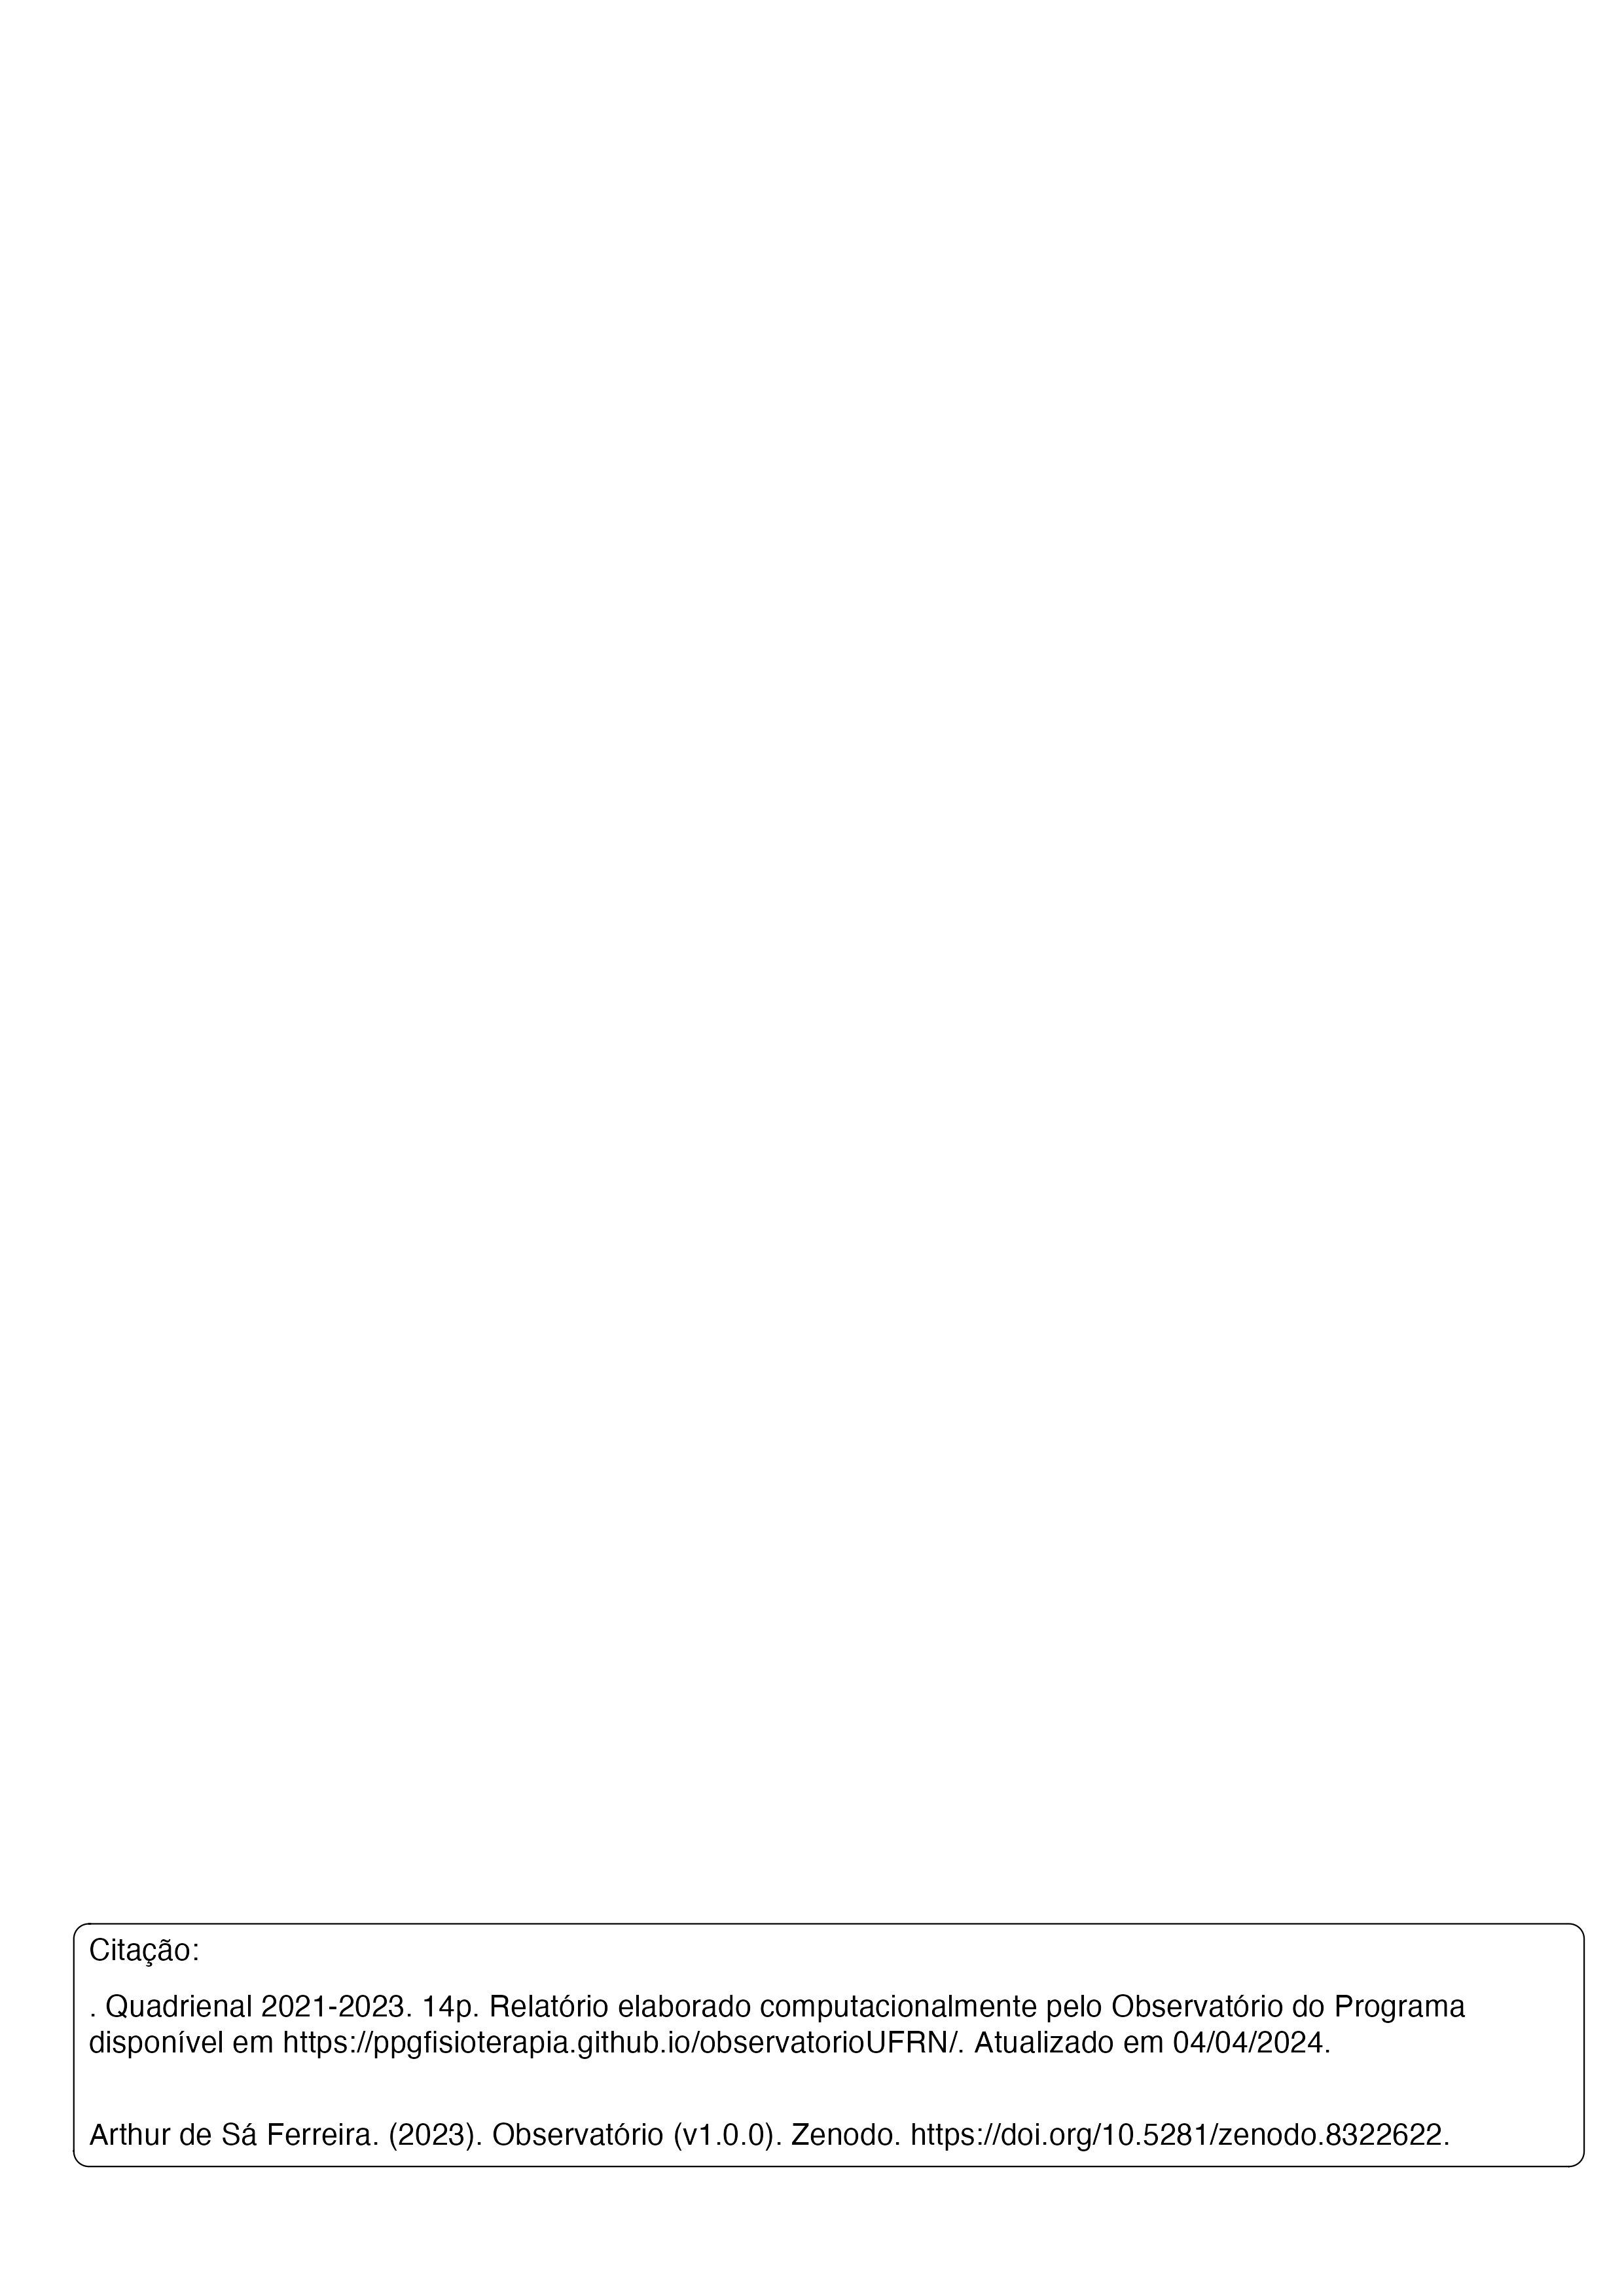 Citação:
. Quadrienal 2021-2023. 14p. Relatório elaborado computacionalmente pelo Observatório do Programa
disponível em https://ppgfisioterapia.github.io/observatorioUFRN/. Atualizado em 04/04/2024.
Arthur de Sá Ferreira. (2023). Observatório (v1.0.0). Zenodo. https://doi.org/10.5281/zenodo.8322622.